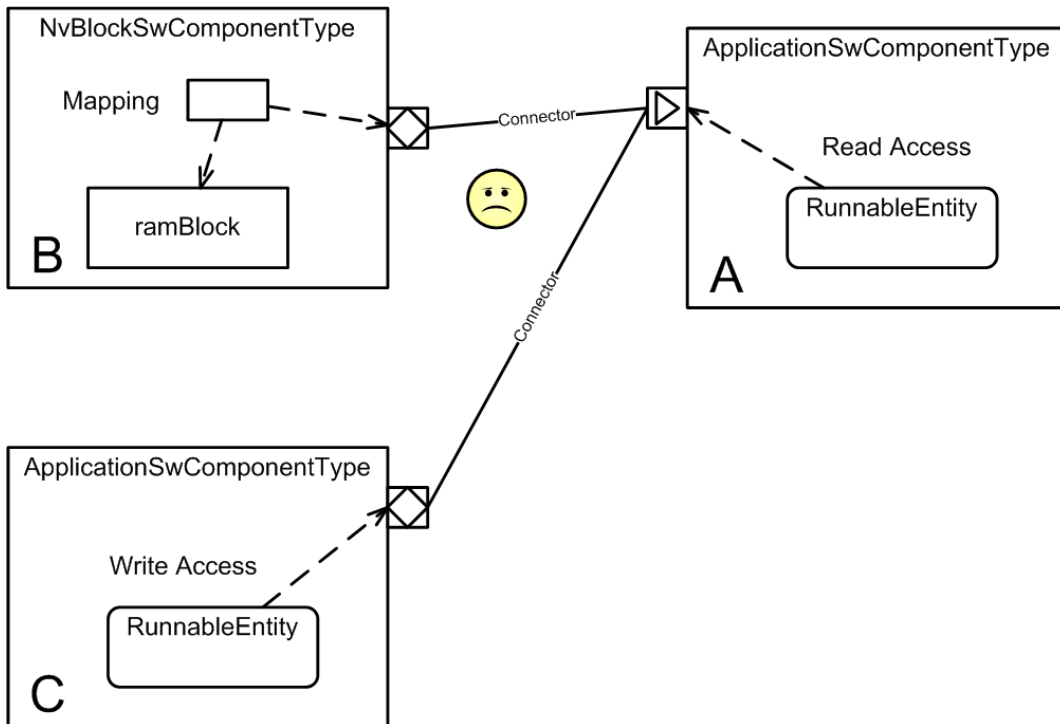 NvBlockSwComponentType
Mapping
ramBlock
B
Connector
ApplicationSwComponentType
Read Access
RunnableEntity
A
Connector
ApplicationSwComponentType
Write Access
RunnableEntity
C